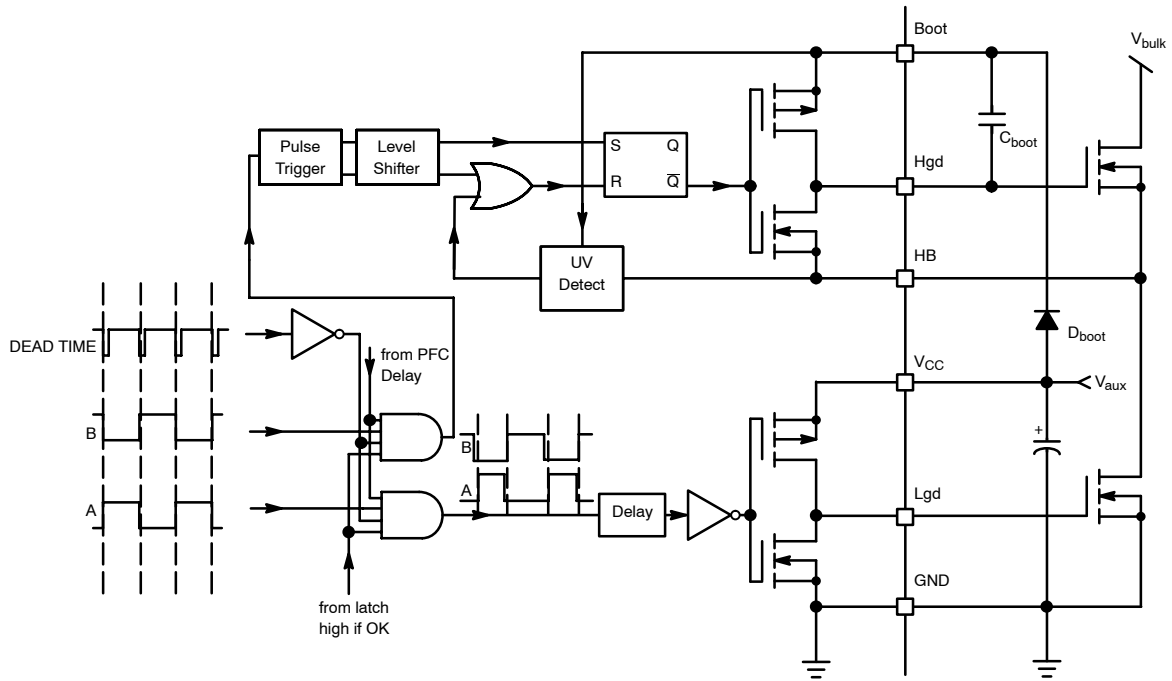 Boot
V_bulk
Pulse
Trigger
Level
Shifter
S
Q
R
Q̅
C_boot
Hgd
HB
UV
Detect
DEAD TIME
from PFC
Delay
D_boot
V_CC
V_aux
B
B
+
A
A
Delay
Lgd
GND
from latch
high if OK